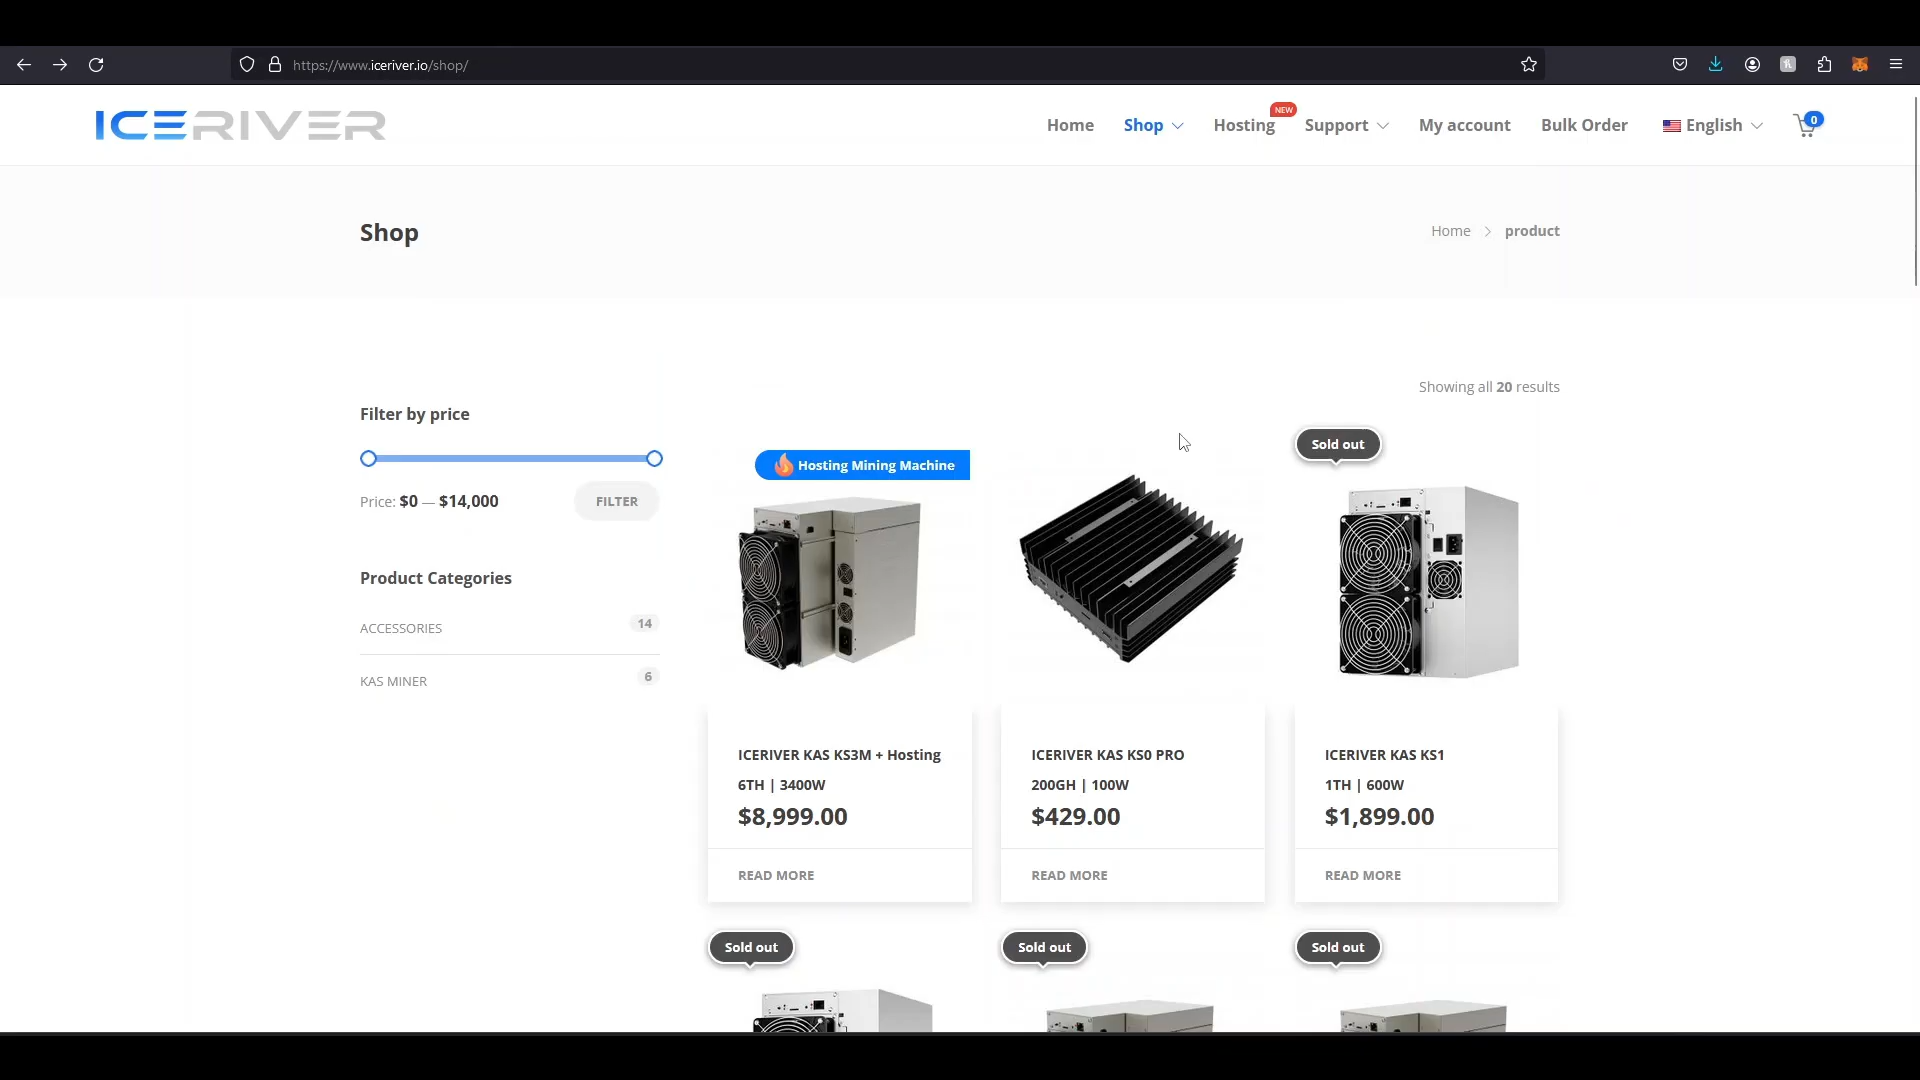 https://www.iceriver.io/shop/
ICERIVER
Home
Shop
Hosting
NEW
Support
My account
Bulk Order
English
0
Shop
Home
product
Showing all 20 results
Filter by price
Price: $0 — $14,000
FILTER
Product Categories
ACCESSORIES
14
KAS MINER
6
Hosting Mining Machine
ICERIVER KAS KS3M + Hosting
6TH | 3400W
$8,999.00
READ MORE
ICERIVER KAS KS0 PRO
200GH | 100W
$429.00
READ MORE
Sold out
ICERIVER KAS KS1
1TH | 600W
$1,899.00
READ MORE
Sold out
Sold out
Sold out